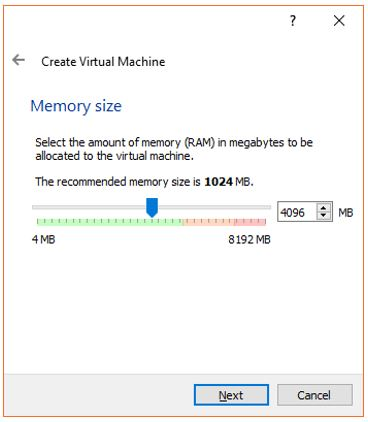 ?
Create Virtual Machine
Memory size
Select the amount of memory (RAM) in megabytes to be
allocated to the virtual machine.
The recommended memory size is 1024 MB.
4096 MB
4 MB 8192 MB
Next Cancel